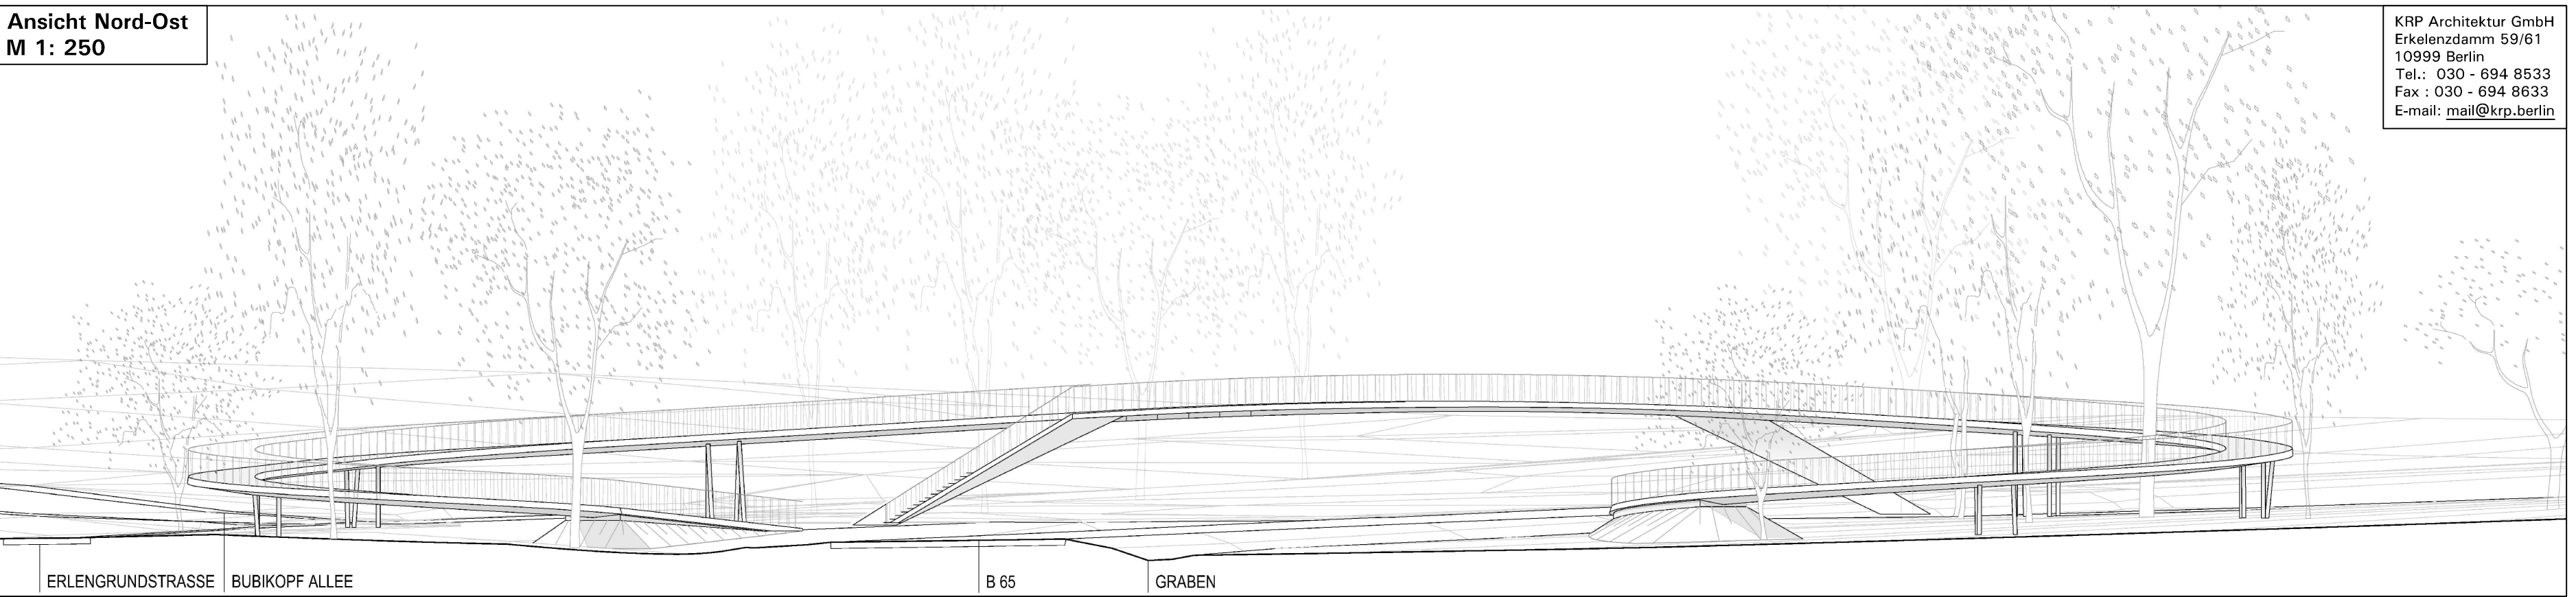 Ansicht Nord-Ost
M 1: 250
KRP Architektur GmbH
Erkelenzdamm 59/61
10999 Berlin
Tel.: 030 - 694 8533
Fax : 030 - 694 8633
E-mail: mail@krp.berlin
ERLENGRUNDSTRASSE
BUBIKOPF ALLEE
B 65
GRABEN